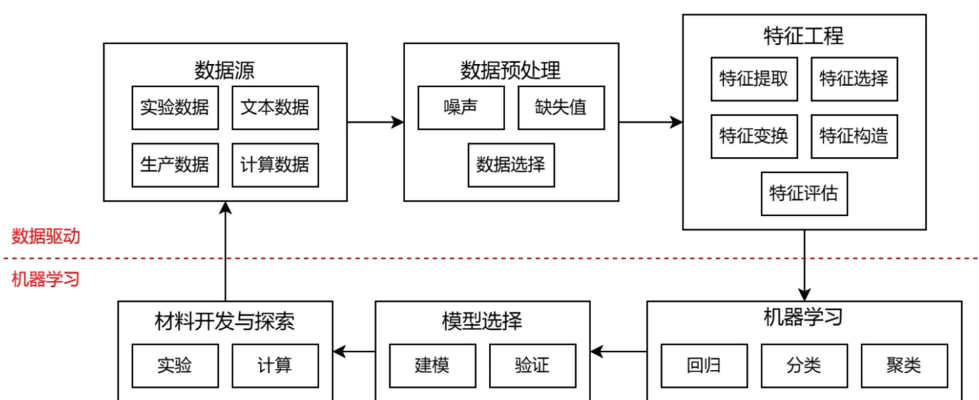 数据源
实验数据
文本数据
生产数据
计算数据
数据预处理
噪声
缺失值
数据选择
特征工程
特征提取
特征选择
特征变换
特征构造
特征评估
数据驱动
机器学习
材料开发与探索
实验
计算
模型选择
建模
验证
机器学习
回归
分类
聚类